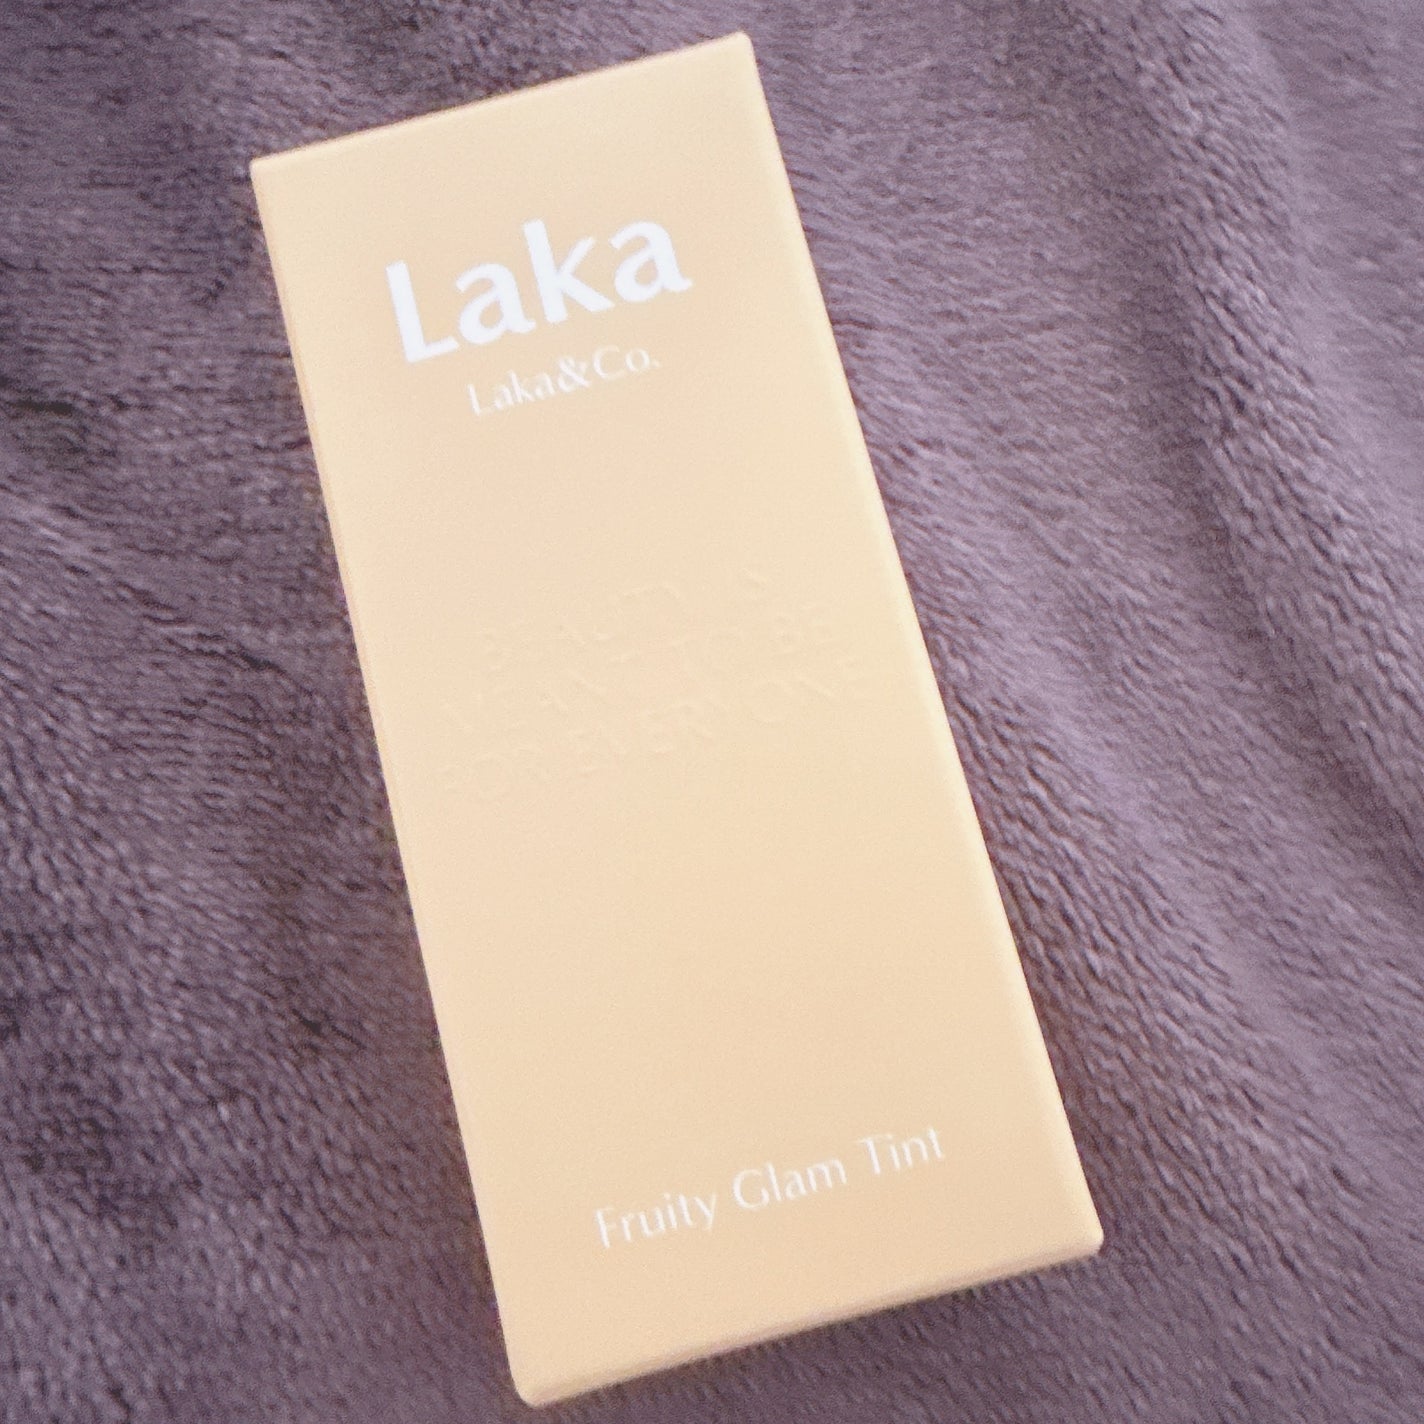 Laka
Laka&Co.
BEAUTY IS
MEANT TO BE
FOR EVERYONE
Fruity Glam Tint